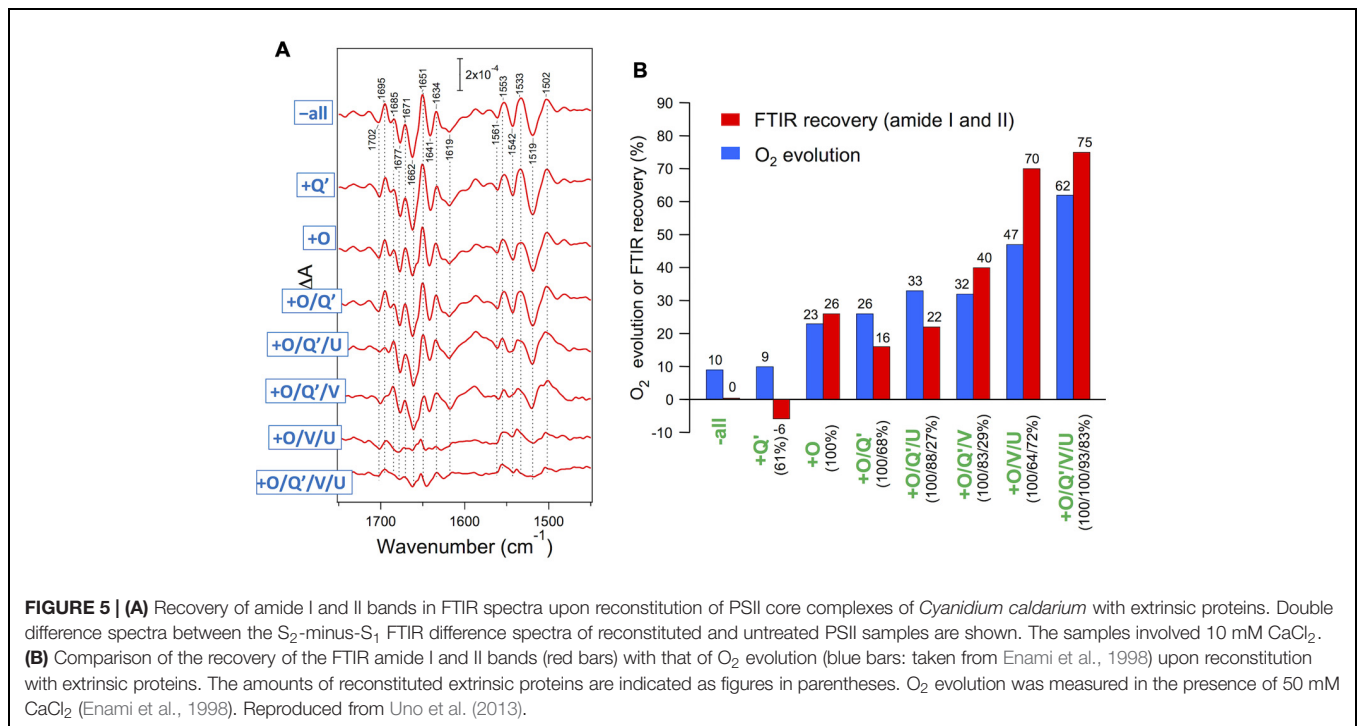 A
2x10⁻⁴
1695
1685
1671
1651
1634
1553
1533
1502
1702
1677
1662
1641
1619
1561
1542
1519
−all
+Q'
+O
+O/Q'
+O/Q'/U
+O/Q'/V
+O/V/U
+O/Q'/V/U
ΔA
1700
1600
1500
Wavenumber (cm⁻¹)
B
FTIR recovery (amide I and II)
O₂ evolution
O₂ evolution or FTIR recovery (%)
90
80
70
60
50
40
30
20
10
0
-10
10
0
9
-6
23
26
26
16
33
22
32
40
47
70
62
75
-all
+Q'
(61%)
+O
(100%)
+O/Q'
(100/68%)
+O/Q'/U
(100/88/27%)
+O/Q'/V
(100/83/29%)
+O/V/U
(100/64/72%)
+O/Q'/V/U
(100/100/93/83%)
FIGURE 5 | (A) Recovery of amide I and II bands in FTIR spectra upon reconstitution of PSII core complexes of Cyanidium caldarium with extrinsic proteins. Double
difference spectra between the S₂-minus-S₁ FTIR difference spectra of reconstituted and untreated PSII samples are shown. The samples involved 10 mM CaCl₂.
(B) Comparison of the recovery of the FTIR amide I and II bands (red bars) with that of O₂ evolution (blue bars: taken from Enami et al., 1998) upon reconstitution
with extrinsic proteins. The amounts of reconstituted extrinsic proteins are indicated as figures in parentheses. O₂ evolution was measured in the presence of 50 mM
CaCl₂ (Enami et al., 1998). Reproduced from Uno et al. (2013).